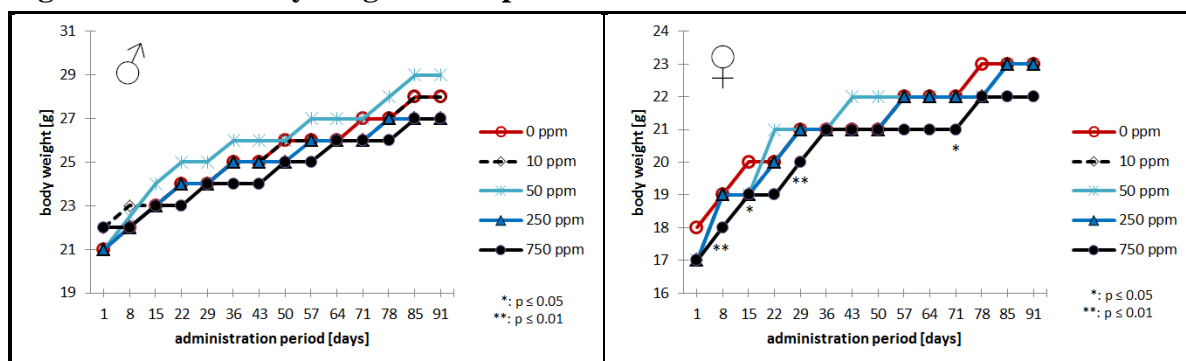 31
29
27
25
23
21
19
body weight [g]
1 8 15 22 29 36 43 50 57 64 71 78 85 91
administration period [days]
0 ppm
10 ppm
50 ppm
250 ppm
750 ppm
*: p ≤ 0.05
**: p ≤ 0.01
24
23
22
21
20
19
18
17
16
body weight [g]
**
*
**
*
1 8 15 22 29 36 43 50 57 64 71 78 85 91
administration period [days]
0 ppm
10 ppm
50 ppm
250 ppm
750 ppm
*: p ≤ 0.05
**: p ≤ 0.01